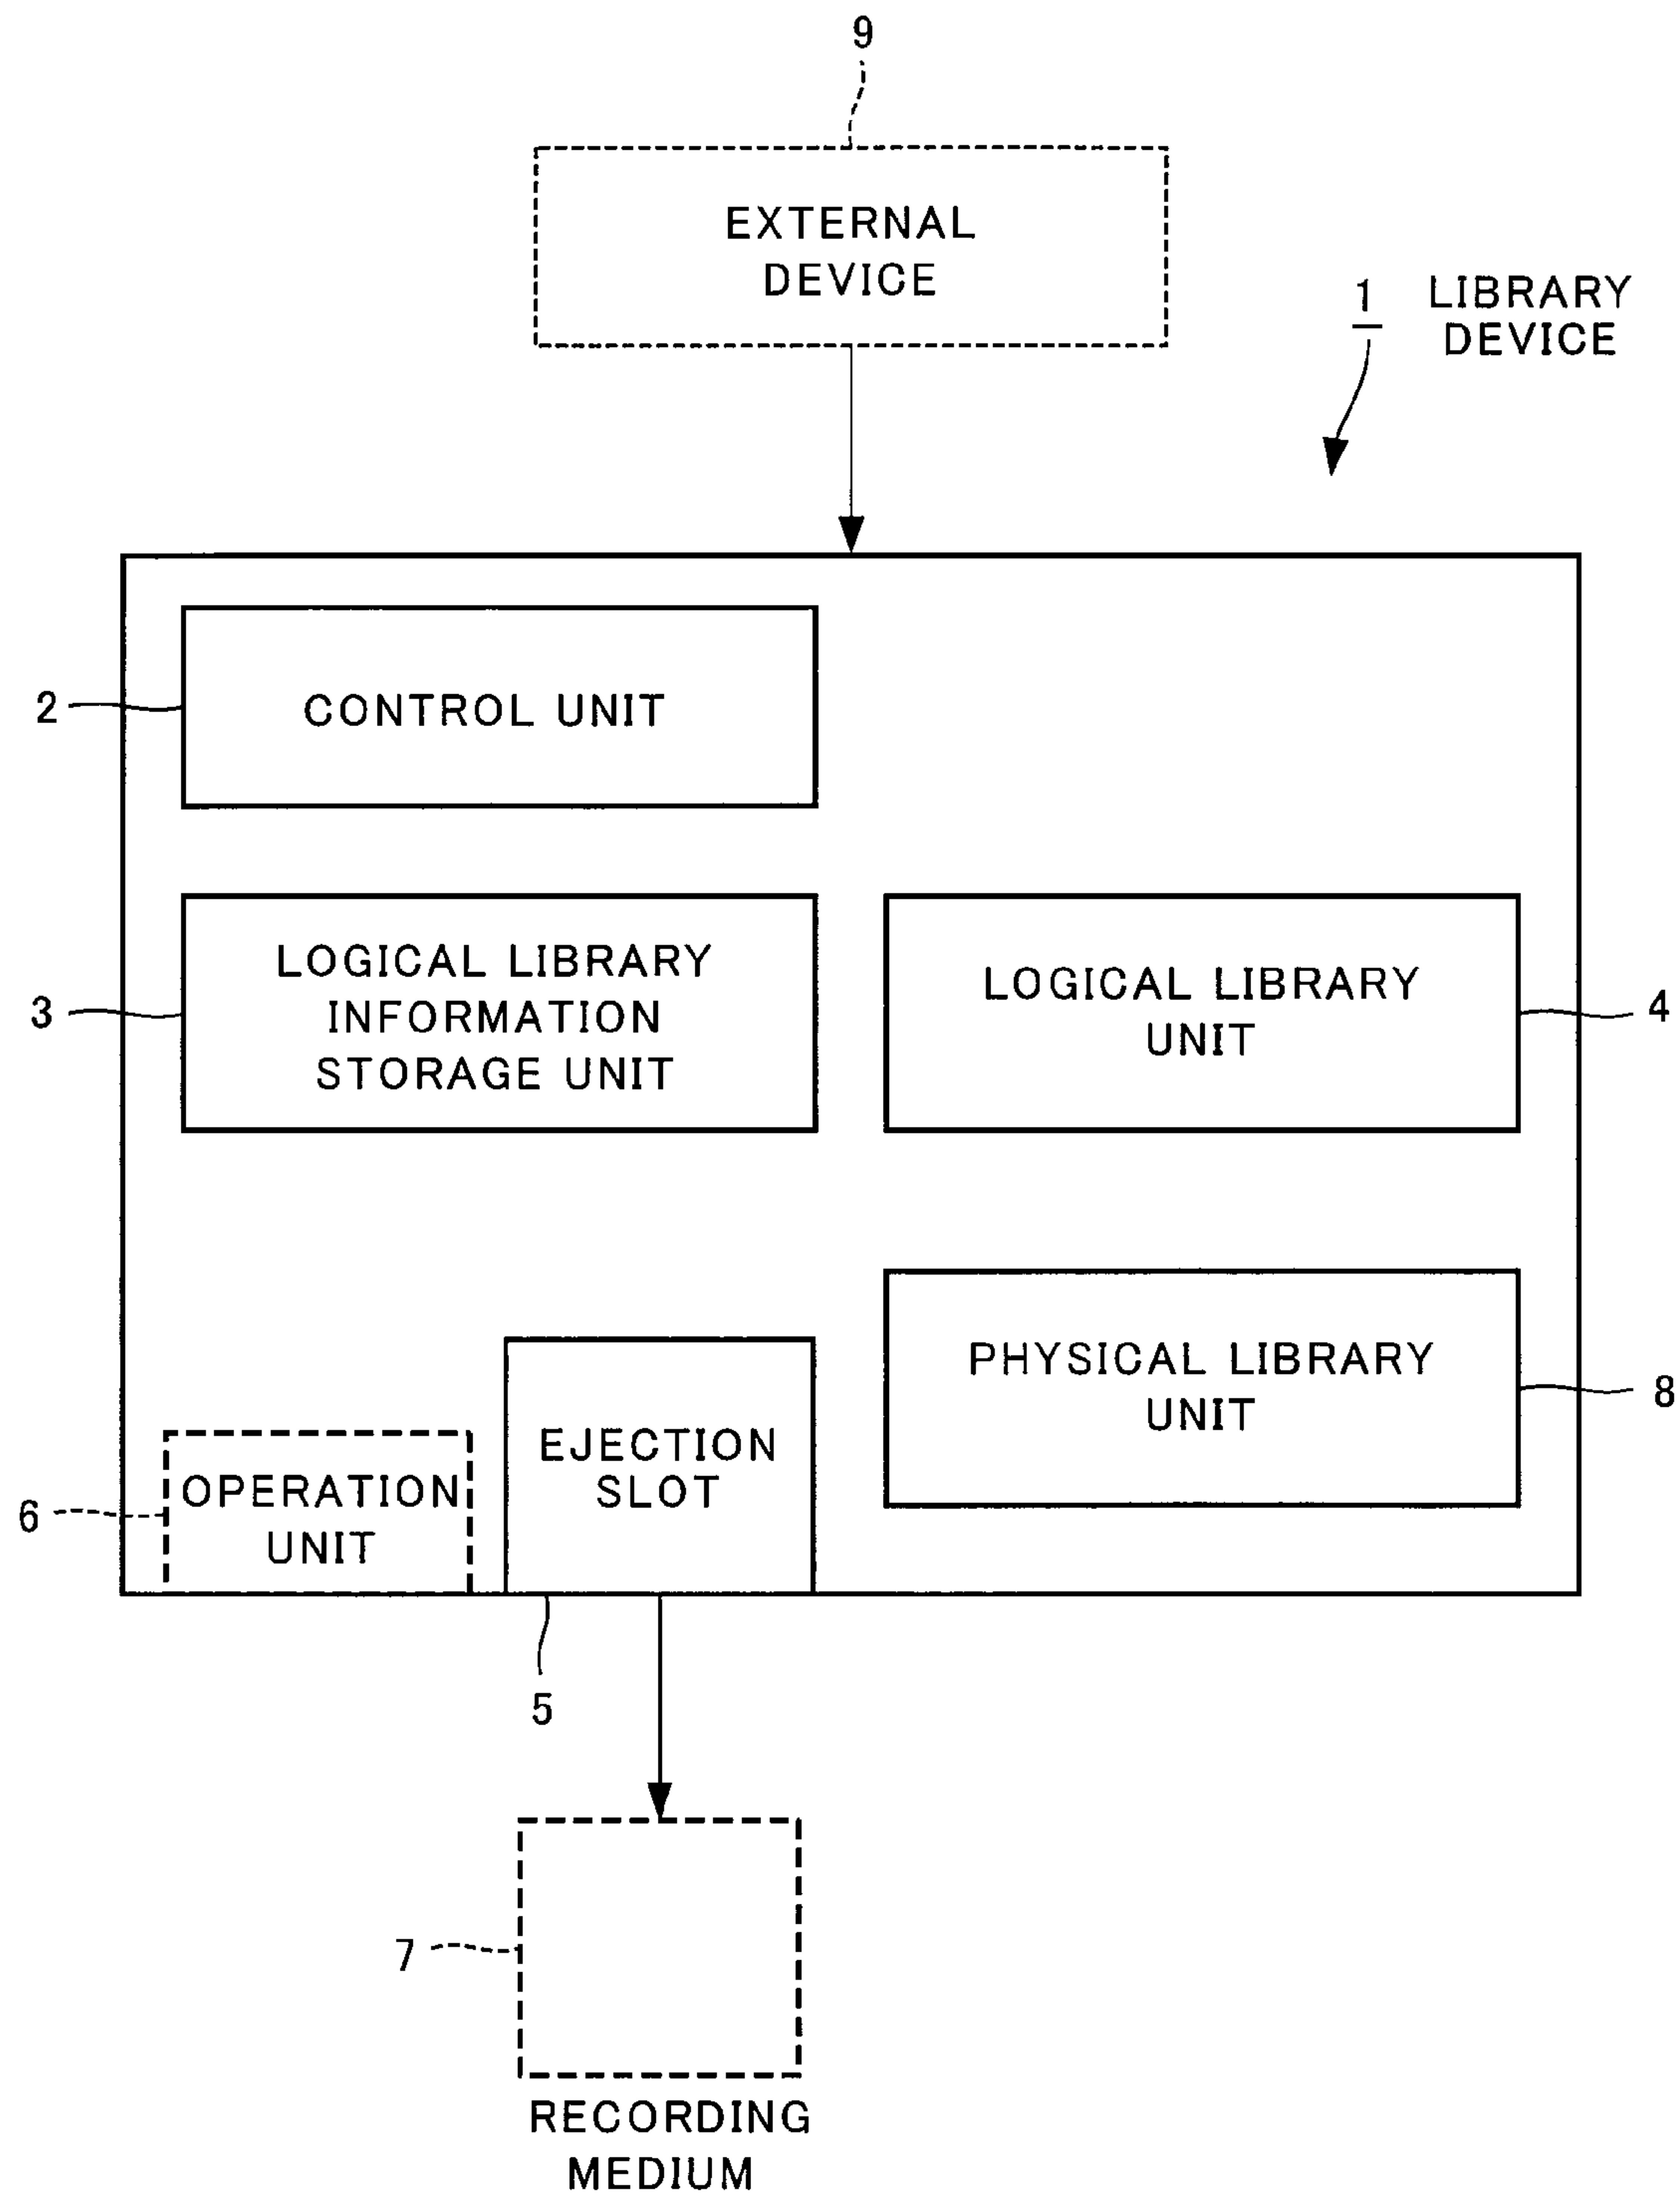 9
EXTERNAL
DEVICE
1 LIBRARY
DEVICE
2
CONTROL UNIT
3
LOGICAL LIBRARY
INFORMATION
STORAGE UNIT
LOGICAL LIBRARY
UNIT
4
PHYSICAL LIBRARY
UNIT
8
EJECTION
SLOT
6
OPERATION
UNIT
5
7
RECORDING
MEDIUM